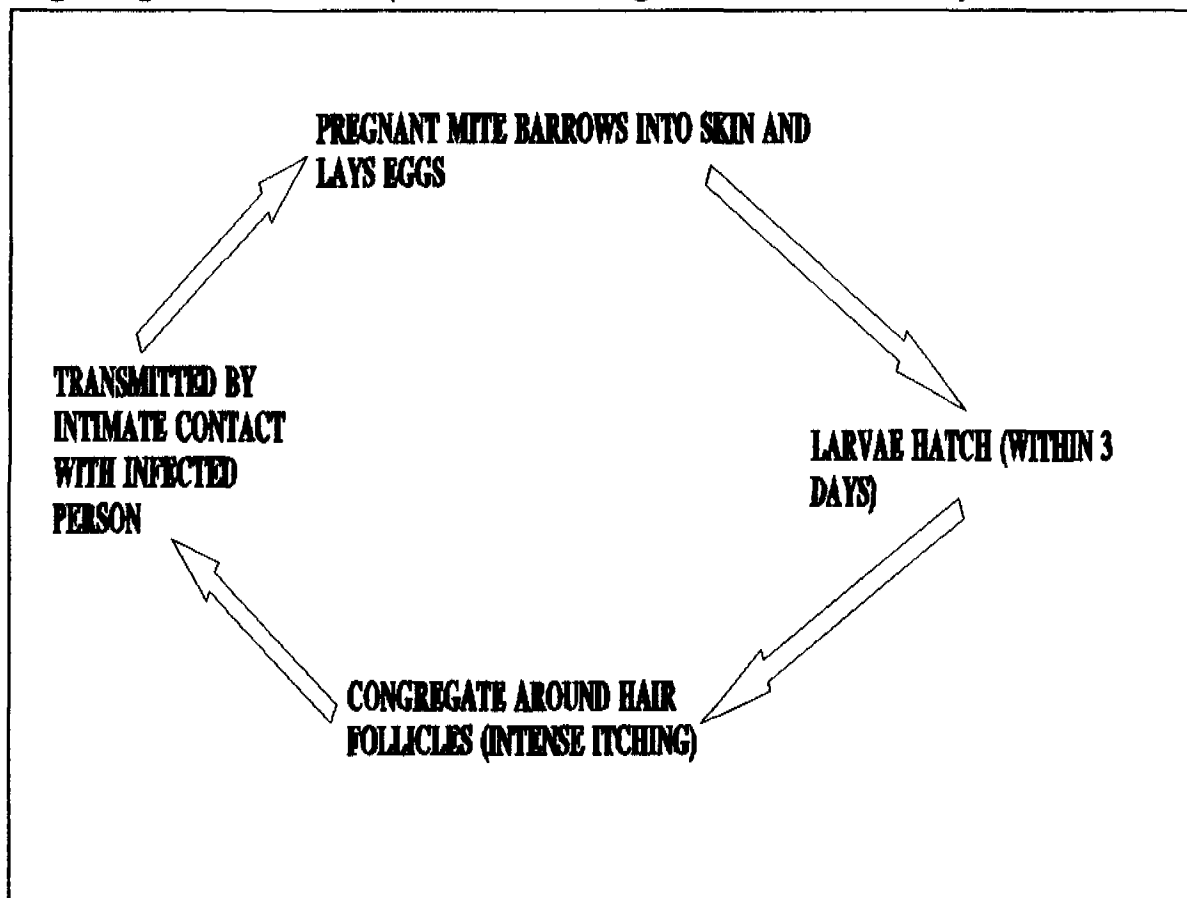 PREGNANT MITE BARROWS INTO SKIN AND
LAYS EGGS
LARVAE HATCH (WITHIN 3
DAYS)
CONGREGATE AROUND HAIR
FOLLICLES (INTENSE ITCHING)
TRANSMITTED BY
INTIMATE CONTACT
WITH INFECTED
PERSON